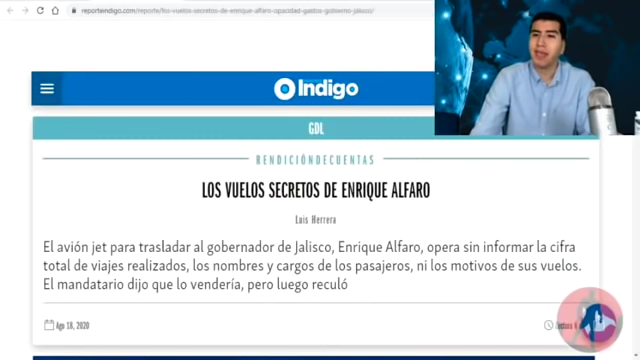 reporteindigo.com/reporte/los-vuelos-secretos-de-enrique-alfaro-opacidad-gastos-gobierno-jalisco/
Indigo
GDL
RENDICIÓNDECUENTAS
LOS VUELOS SECRETOS DE ENRIQUE ALFARO
Luis Herrera
El avión jet para trasladar al gobernador de Jalisco, Enrique Alfaro, opera sin informar la cifra
total de viajes realizados, los nombres y cargos de los pasajeros, ni los motivos de sus vuelos.
El mandatario dijo que lo vendería, pero luego reculó
Ago 18, 2020